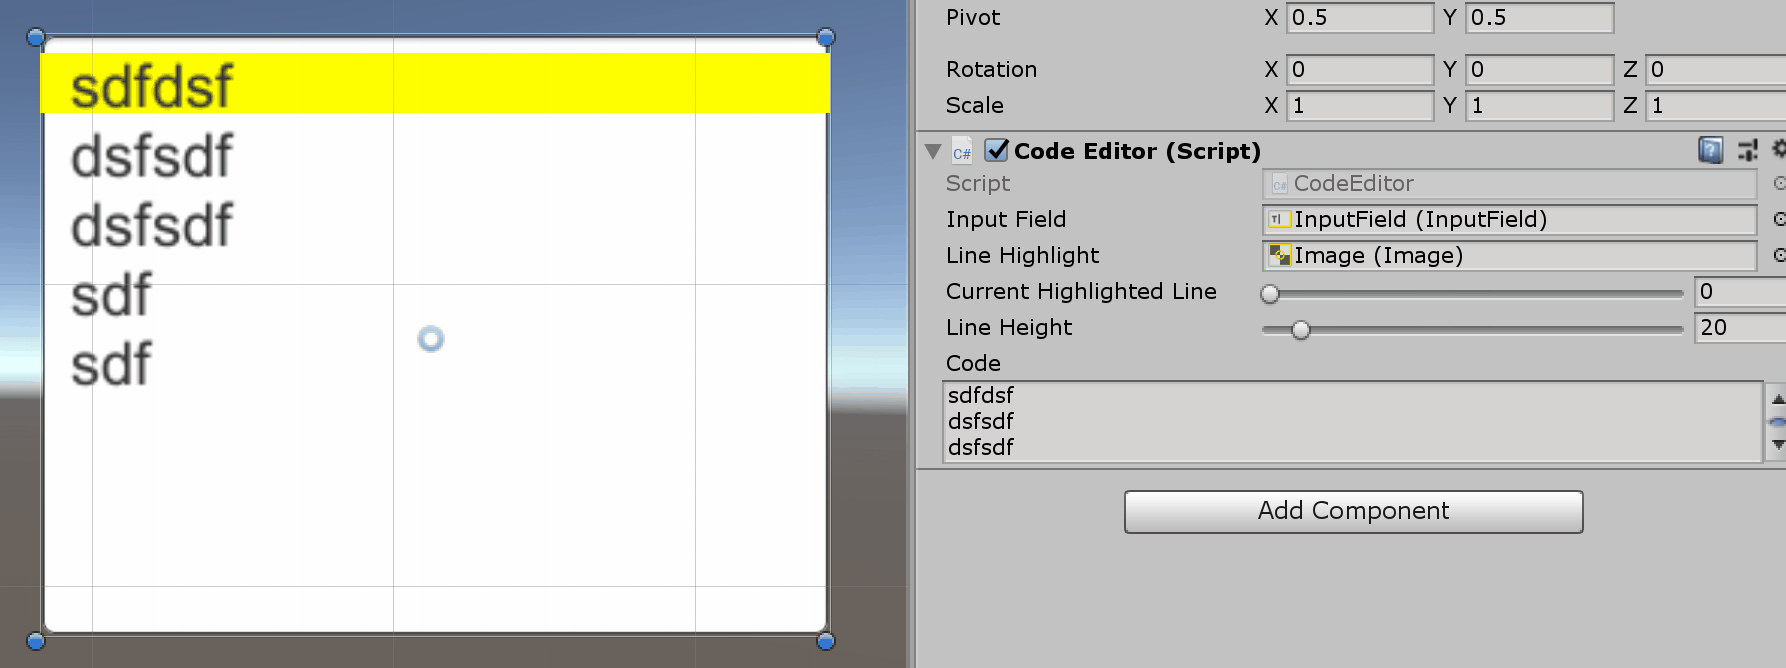 sdfdsf
dsfsdf
dsfsdf
sdf
sdf
Pivot X 0.5 Y 0.5
Rotation X 0 Y 0 Z 0
Scale X 1 Y 1 Z 1
C# Code Editor (Script)
Script C# CodeEditor
Input Field T| InputField (InputField)
Line Highlight Image (Image)
Current Highlighted Line 0
Line Height 20
Code
sdfdsf
dsfsdf
dsfsdf
Add Component